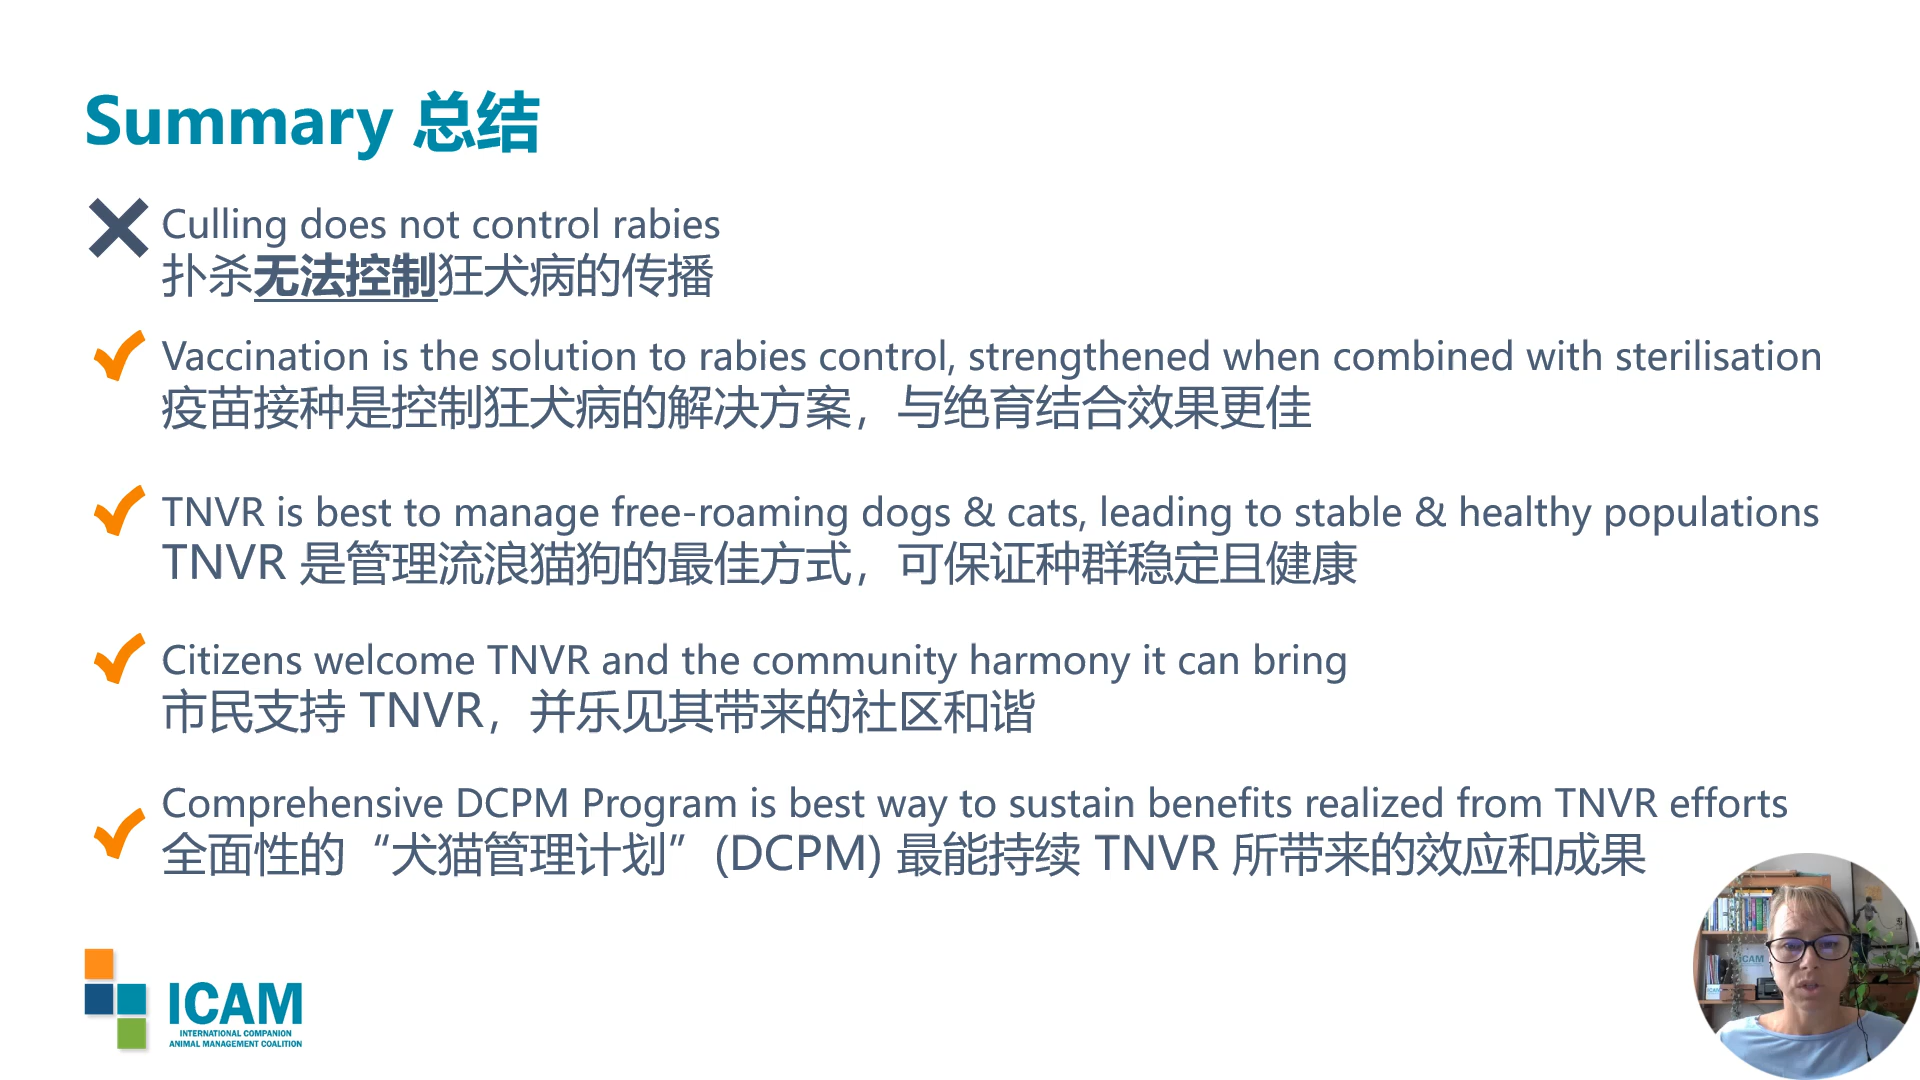 Summary 总结
Culling does not control rabies
扑杀无法控制狂犬病的传播
Vaccination is the solution to rabies control, strengthened when combined with sterilisation
疫苗接种是控制狂犬病的解决方案，与绝育结合效果更佳
TNVR is best to manage free-roaming dogs & cats, leading to stable & healthy populations
TNVR 是管理流浪猫狗的最佳方式，可保证种群稳定且健康
Citizens welcome TNVR and the community harmony it can bring
市民支持 TNVR，并乐见其带来的社区和谐
Comprehensive DCPM Program is best way to sustain benefits realized from TNVR efforts
全面性的“犬猫管理计划”(DCPM) 最能持续 TNVR 所带来的效应和成果
ICAM
INTERNATIONAL COMPANION
ANIMAL MANAGEMENT COALITION
ICAM